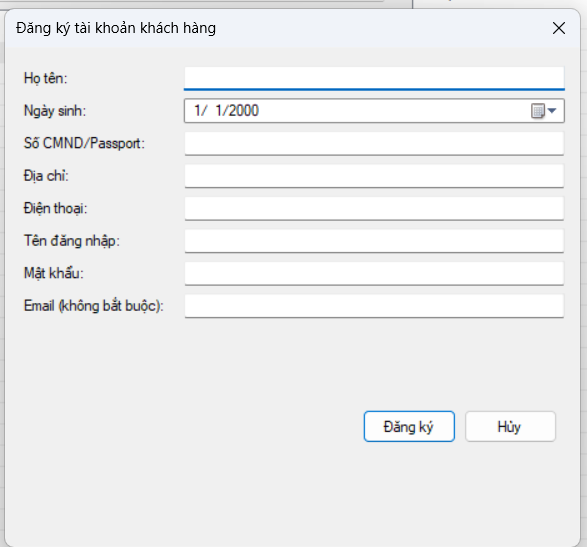 Đăng ký tài khoản khách hàng
Họ tên:
Ngày sinh: 1/ 1/2000
Số CMND/Passport:
Địa chỉ:
Điện thoại:
Tên đăng nhập:
Mật khẩu:
Email (không bắt buộc):
Đăng ký Hủy